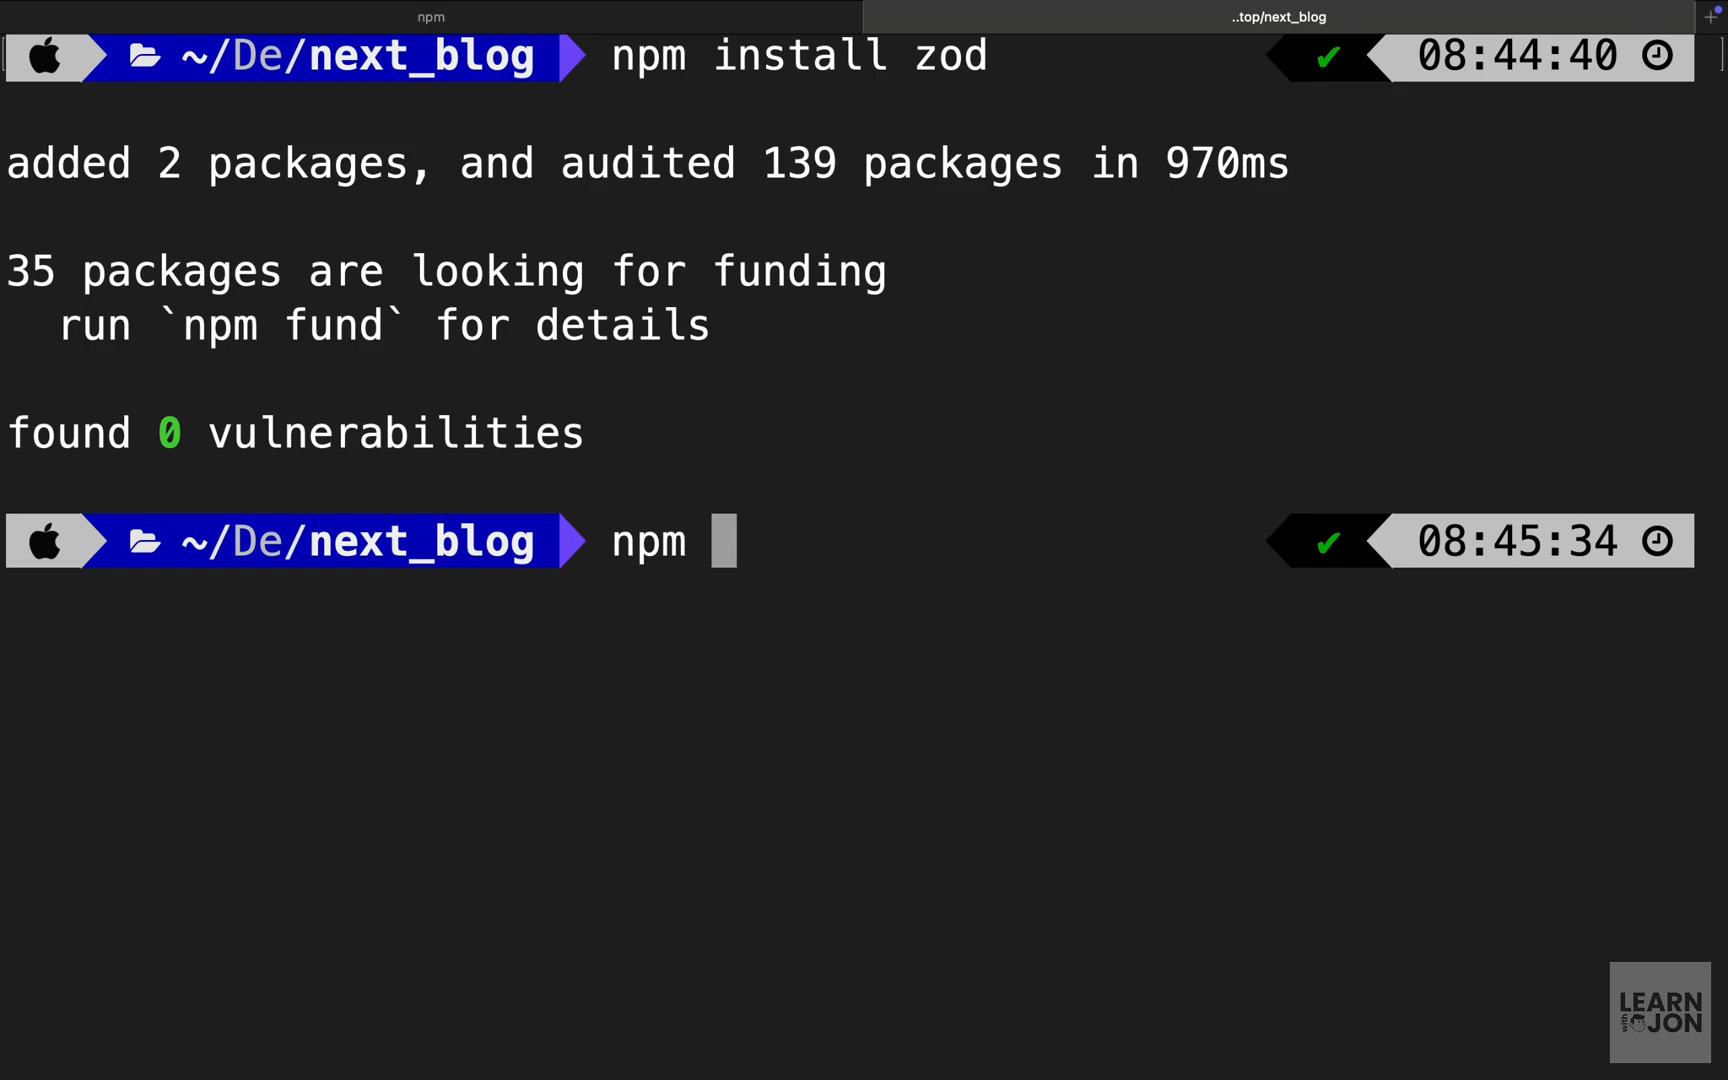 npm
..top/next_blog
~/De/next_blog npm install zod ✔ 08:44:40
added 2 packages, and audited 139 packages in 970ms
35 packages are looking for funding
run `npm fund` for details
found 0 vulnerabilities
~/De/next_blog npm ✔ 08:45:34
LEARN
with JON